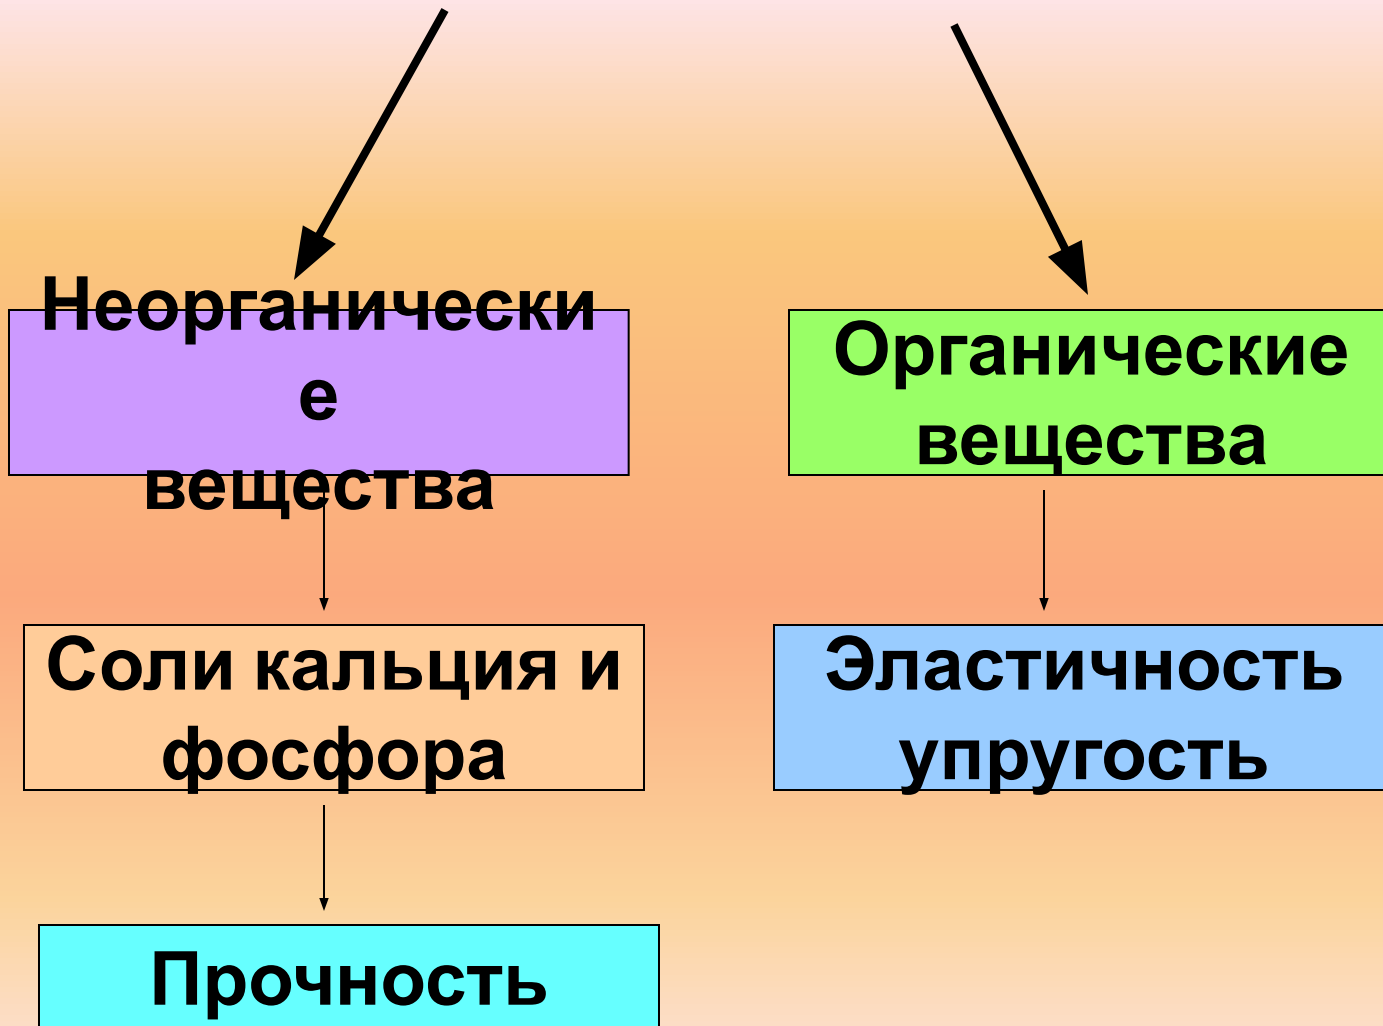 Неорганически
е
вещества
Органические
вещества
Соли кальция и
фосфора
Эластичность
упругость
Прочность